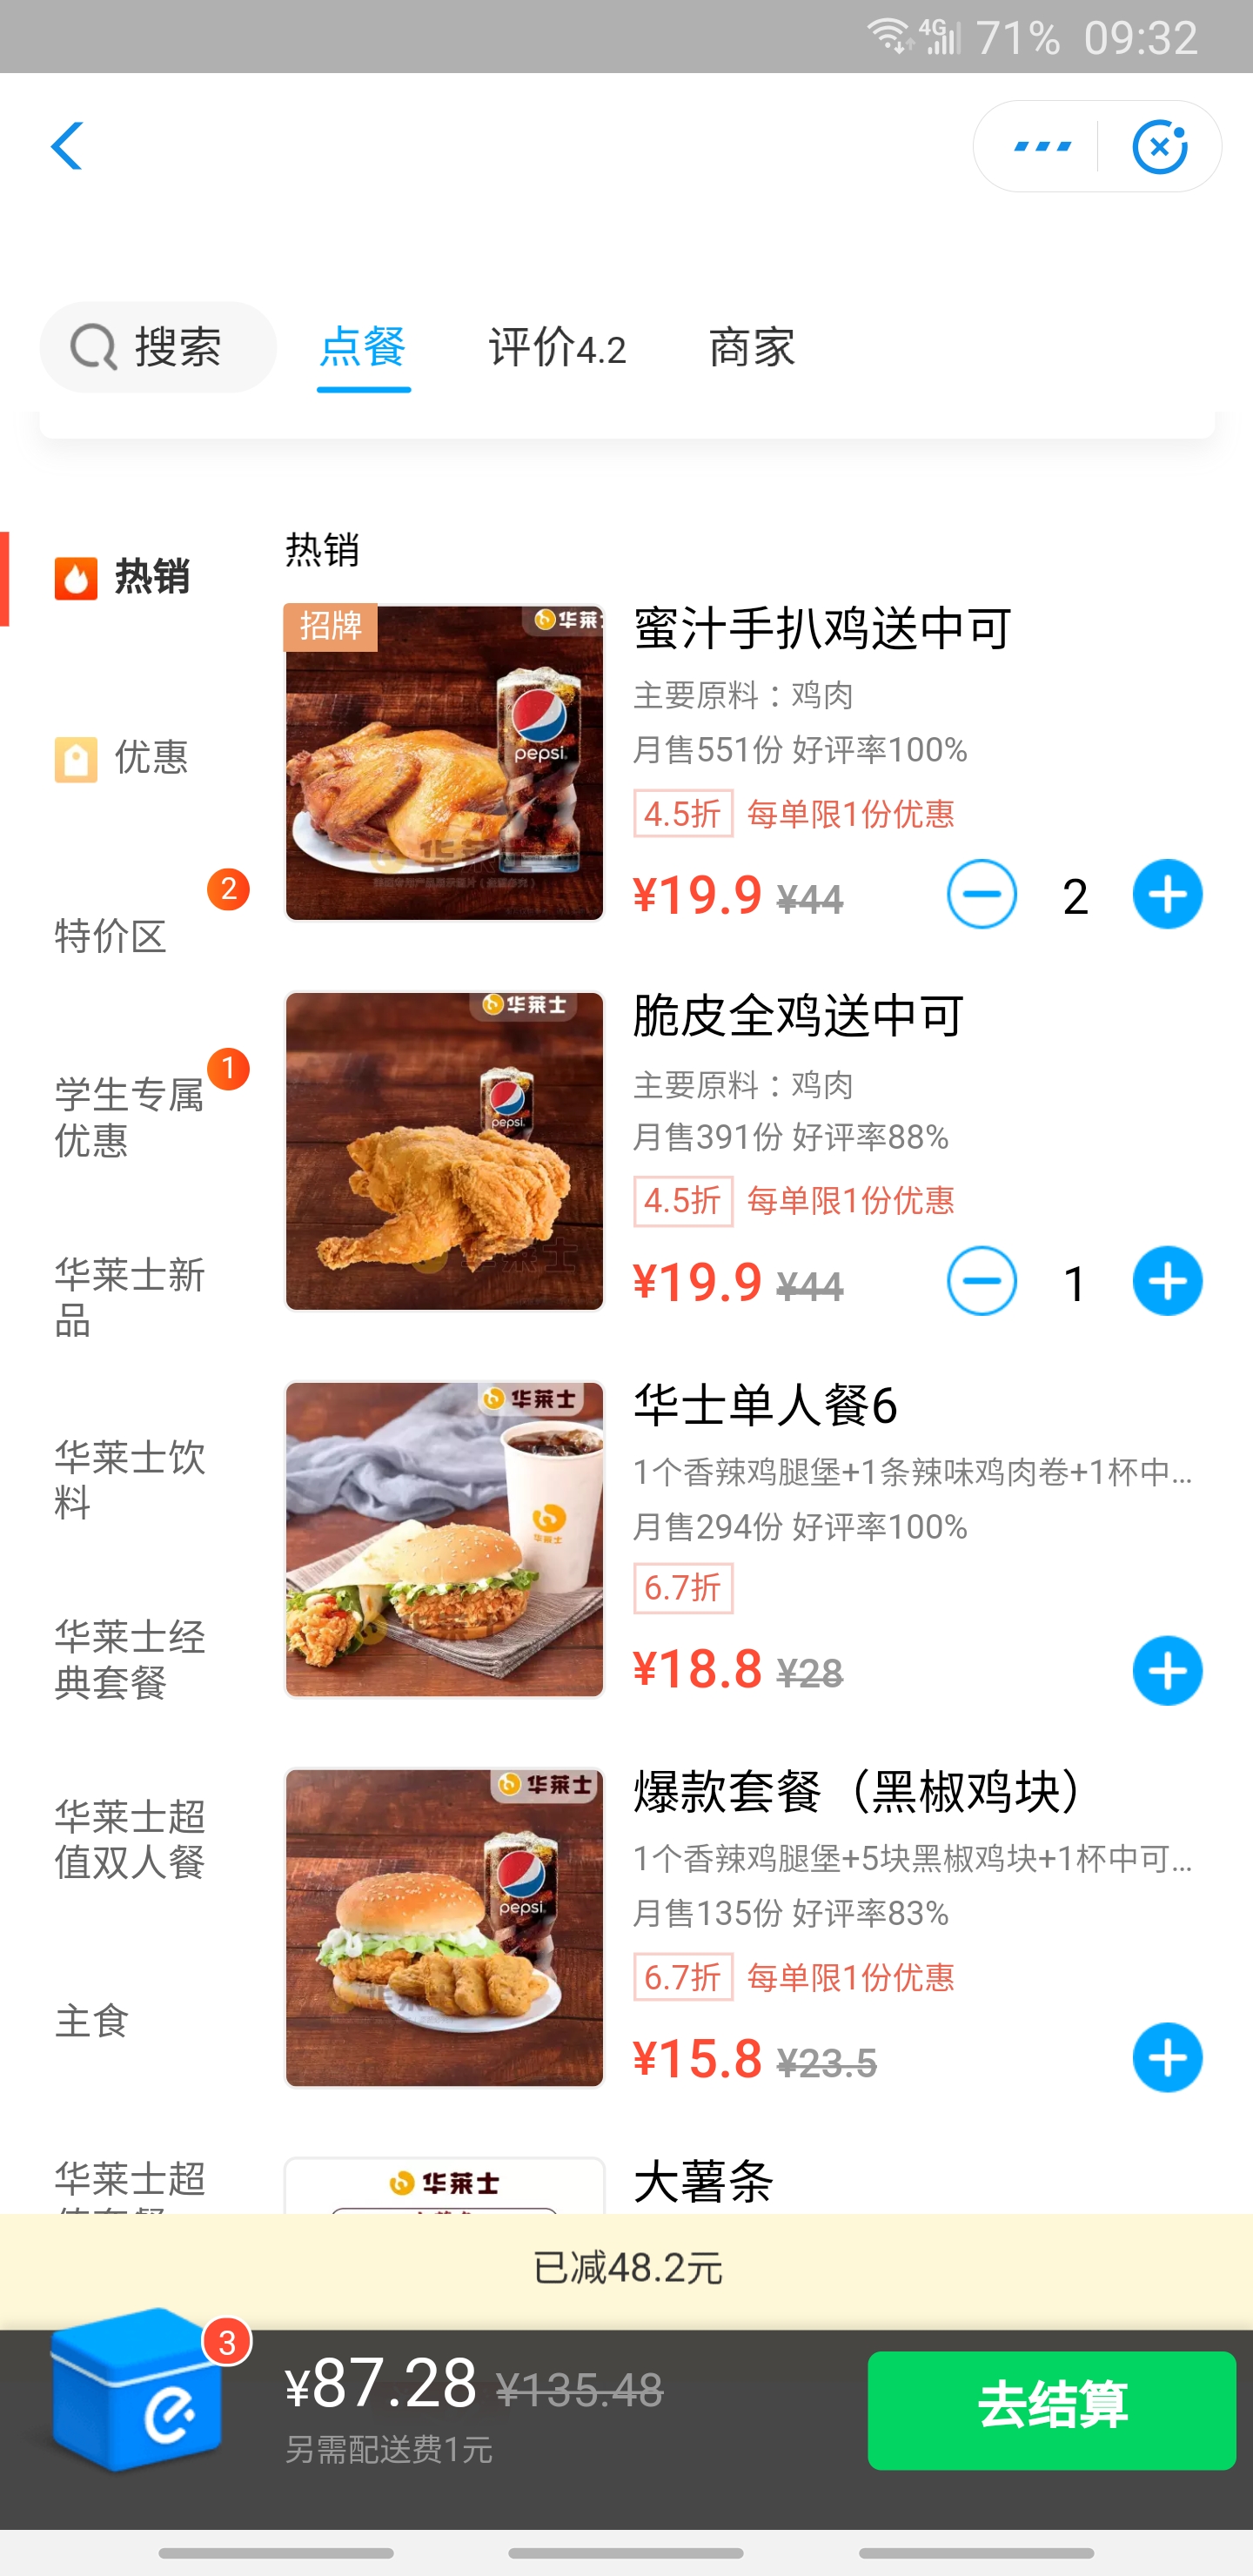 4G 71% 09:32
搜索 点餐 评价4.2 商家
热销
优惠
特价区 2
学生专属
优惠 1
华莱士新
品
华莱士饮
料
华莱士经
典套餐
华莱士超
值双人餐
主食
华莱士超
热销
招牌
华莱士
pepsi
华莱士
蜜汁手扒鸡送中可
主要原料：鸡肉
月售551份 好评率100%
4.5折 每单限1份优惠
¥19.9 ¥44 2
华莱士
pepsi
华莱士
脆皮全鸡送中可
主要原料：鸡肉
月售391份 好评率88%
4.5折 每单限1份优惠
¥19.9 ¥44 1
华莱士
华莱士
华士单人餐6
1个香辣鸡腿堡+1条辣味鸡肉卷+1杯中...
月售294份 好评率100%
6.7折
¥18.8 ¥28
华莱士
pepsi
爆款套餐（黑椒鸡块）
1个香辣鸡腿堡+5块黑椒鸡块+1杯中可...
月售135份 好评率83%
6.7折 每单限1份优惠
¥15.8 ¥23.5
华莱士
大薯条
已减48.2元
3
¥87.28 ¥135.48
另需配送费1元
去结算